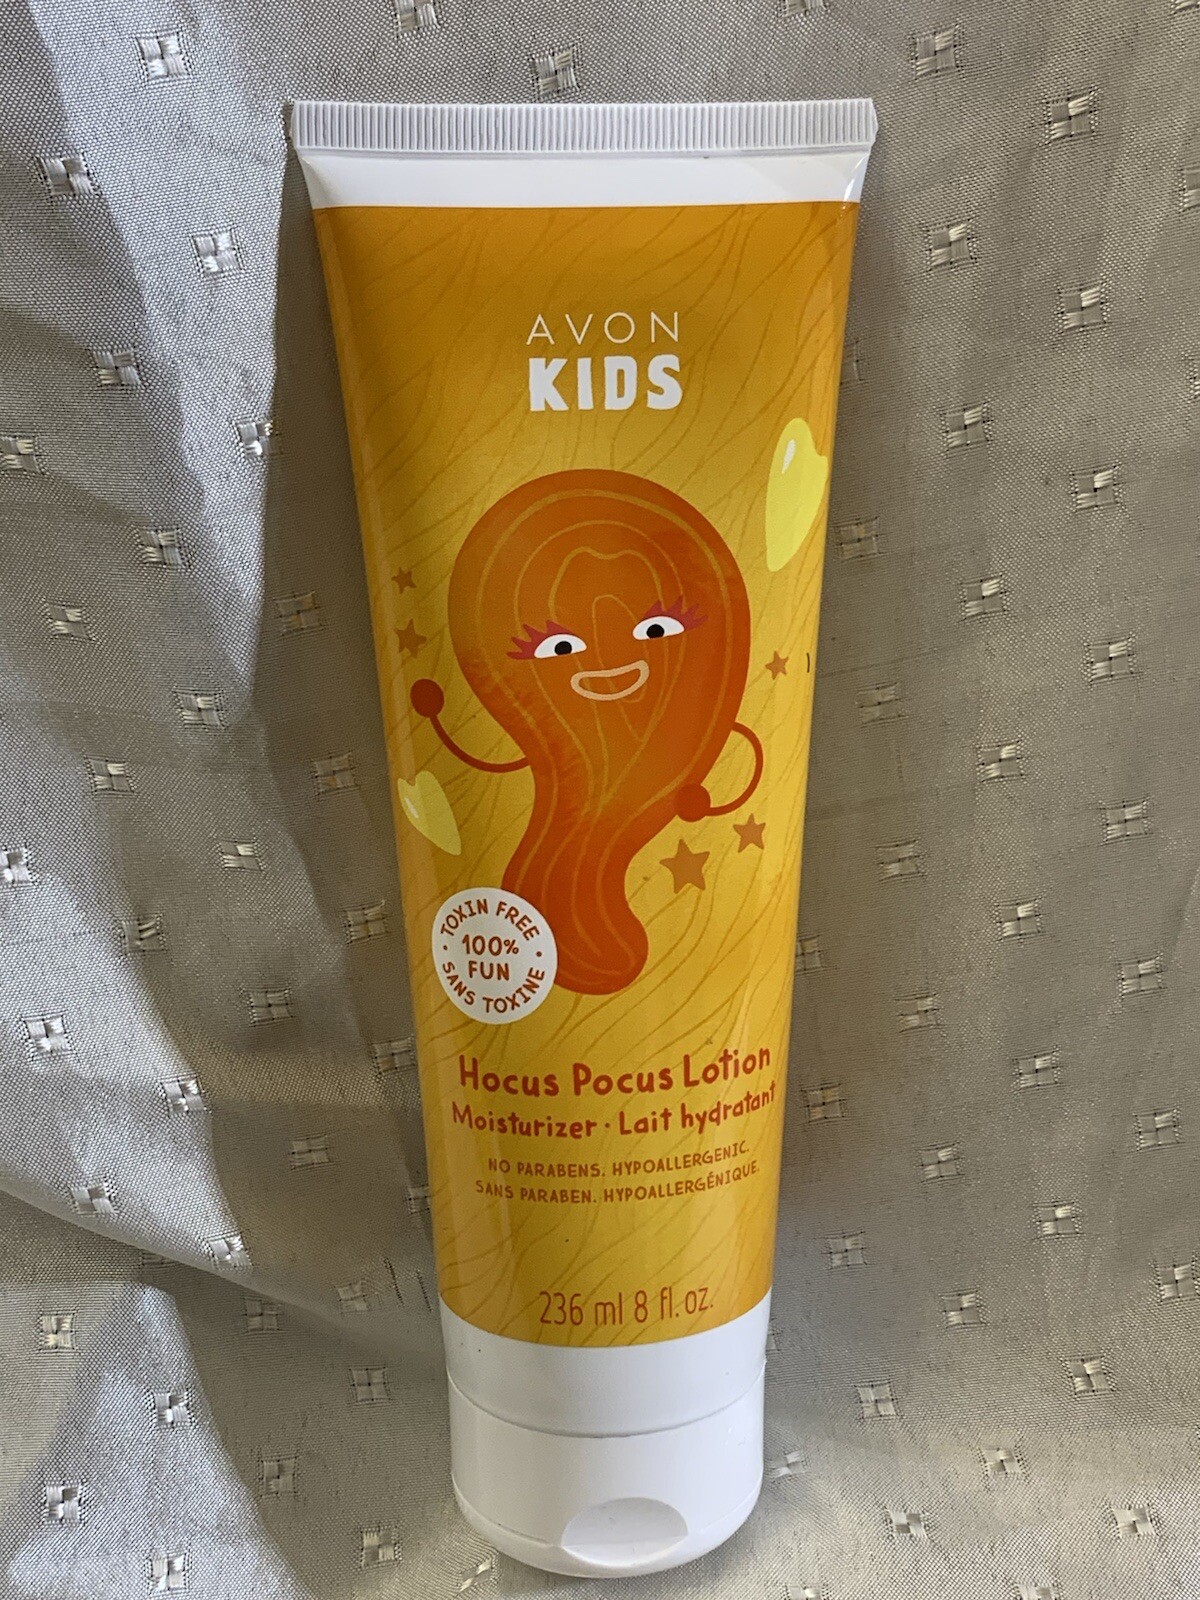 AVON
KIDS
TOXIN FREE
100%
FUN
SANS TOXINE
Hocus Pocus Lotion
Moisturizer · Lait hydratant
NO PARABENS. HYPOALLERGENIC.
SANS PARABEN. HYPOALLERGÉNIQUE.
236 ml 8 fl. oz.